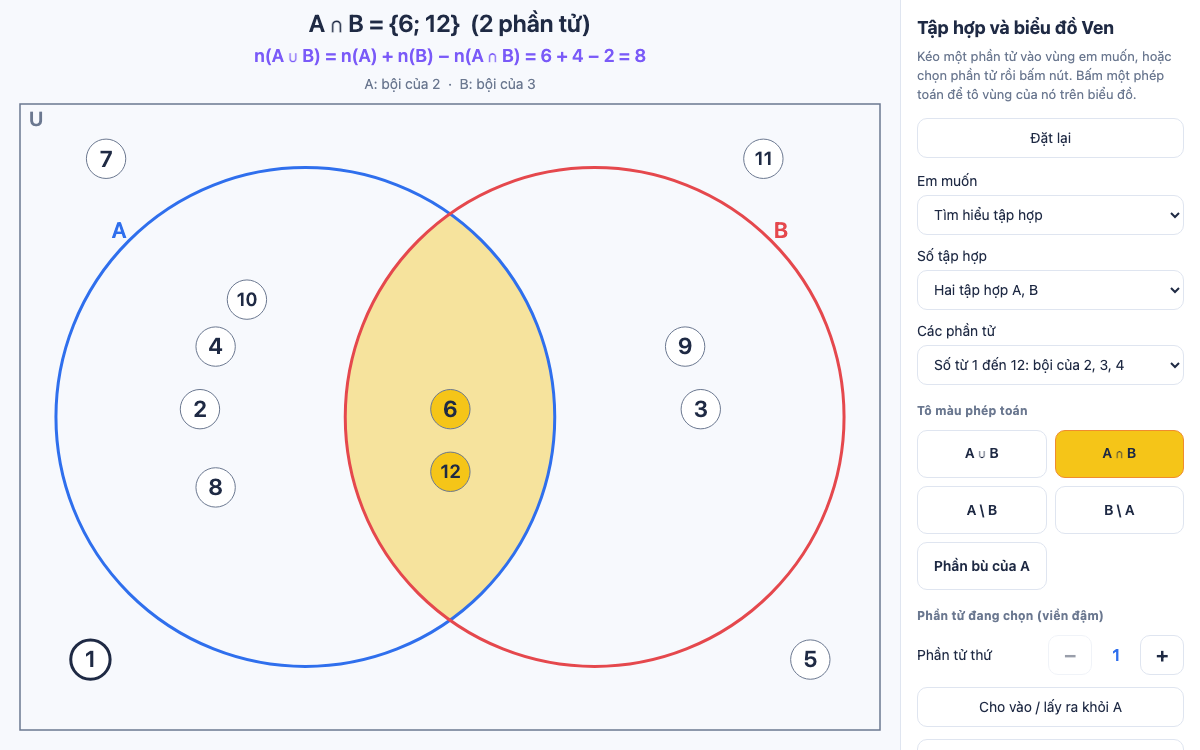 A ∩ B = {6; 12}  (2 phần tử)
n(A ∪ B) = n(A) + n(B) − n(A ∩ B) = 6 + 4 − 2 = 8
A: bội của 2  ·  B: bội của 3
U
7
11
A
B
10
4
9
2
6
3
12
8
1
5
Tập hợp và biểu đồ Ven
Kéo một phần tử vào vùng em muốn, hoặc
chọn phần tử rồi bấm nút. Bấm một phép
toán để tô vùng của nó trên biểu đồ.
Đặt lại
Em muốn
Tìm hiểu tập hợp
Số tập hợp
Hai tập hợp A, B
Các phần tử
Số từ 1 đến 12: bội của 2, 3, 4
Tô màu phép toán
A ∪ B
A ∩ B
A \ B
B \ A
Phần bù của A
Phần tử đang chọn (viền đậm)
Phần tử thứ
− 1 +
Cho vào / lấy ra khỏi A